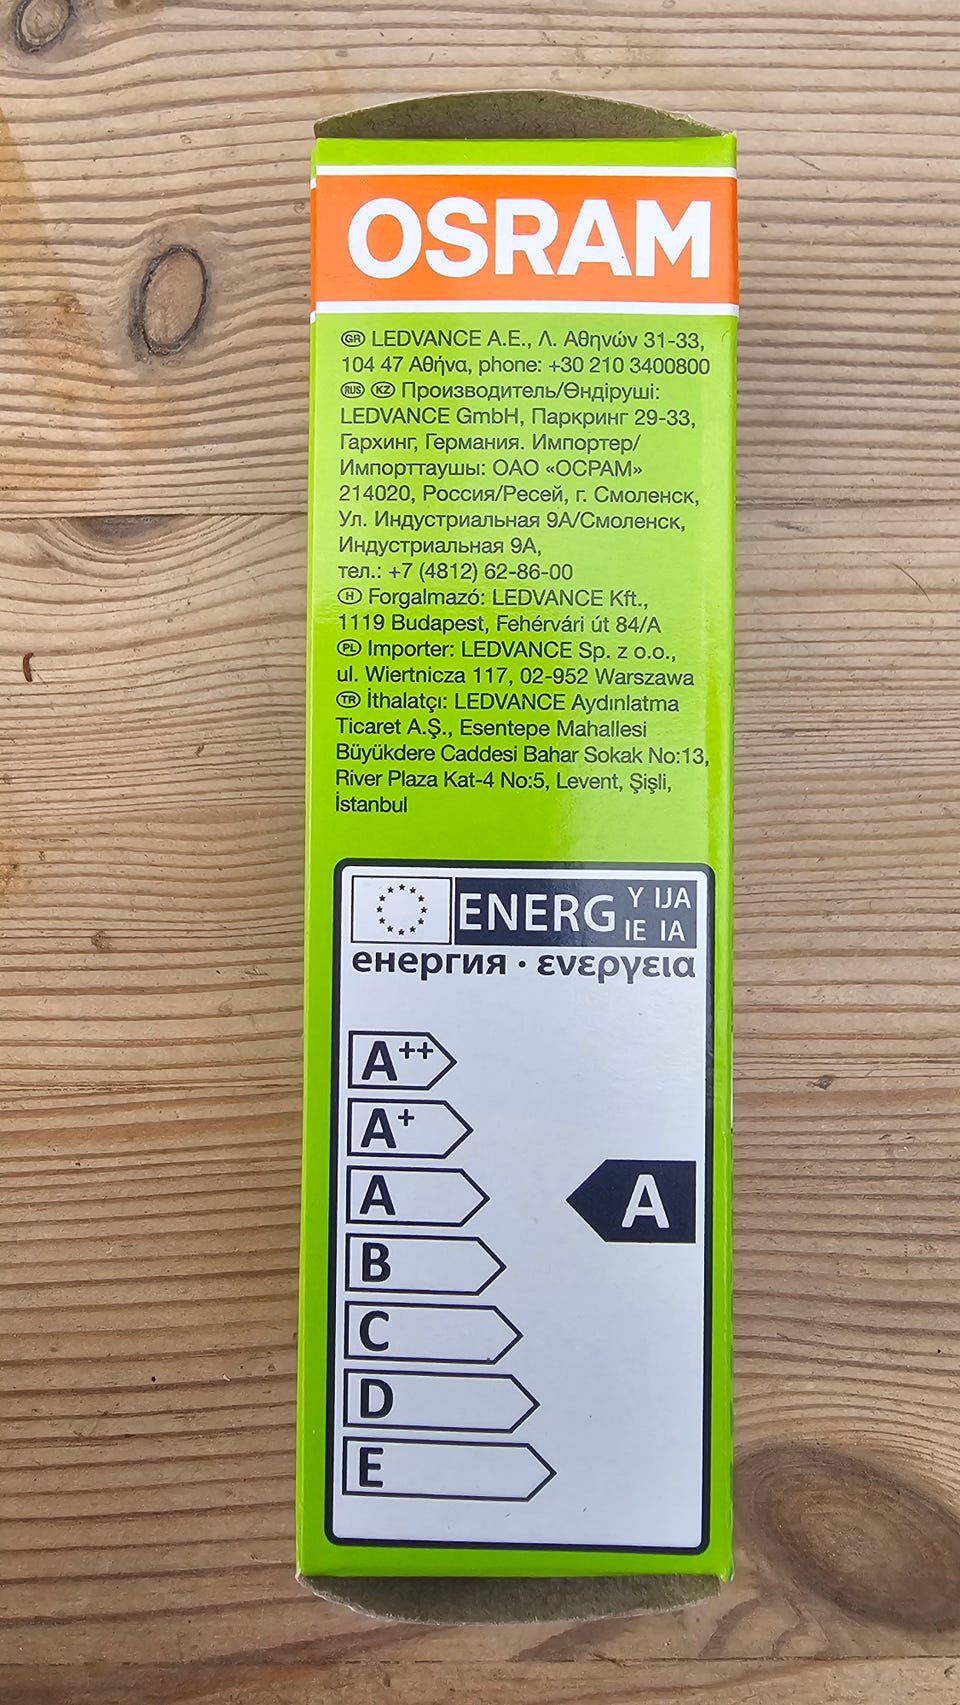 OSRAM
GR LEDVANCE A.E., Λ. Αθηνών 31-33,
104 47 Αθήνα, phone: +30 210 3400800
RUS KZ Производитель/Өндіруші:
LEDVANCE GmbH, Паркринг 29-33,
Гархинг, Германия. Импортер/
Импорттаушы: ОАО «ОСРАМ»
214020, Россия/Ресей, г. Смоленск,
Ул. Индустриальная 9А/Смоленск,
Индустриальная 9А,
тел.: +7 (4812) 62-86-00
H Forgalmazó: LEDVANCE Kft.,
1119 Budapest, Fehérvári út 84/A
PL Importer: LEDVANCE Sp. z o.o.,
ul. Wiertnicza 117, 02-952 Warszawa
TR İthalatçı: LEDVANCE Aydınlatma
Ticaret A.Ş., Esentepe Mahallesi
Büyükdere Caddesi Bahar Sokak No:13,
River Plaza Kat-4 No:5, Levent, Şişli,
İstanbul
ENERG Y IJA
IE IA
енергия · ενεργεια
A++
A+
A
A
B
C
D
E